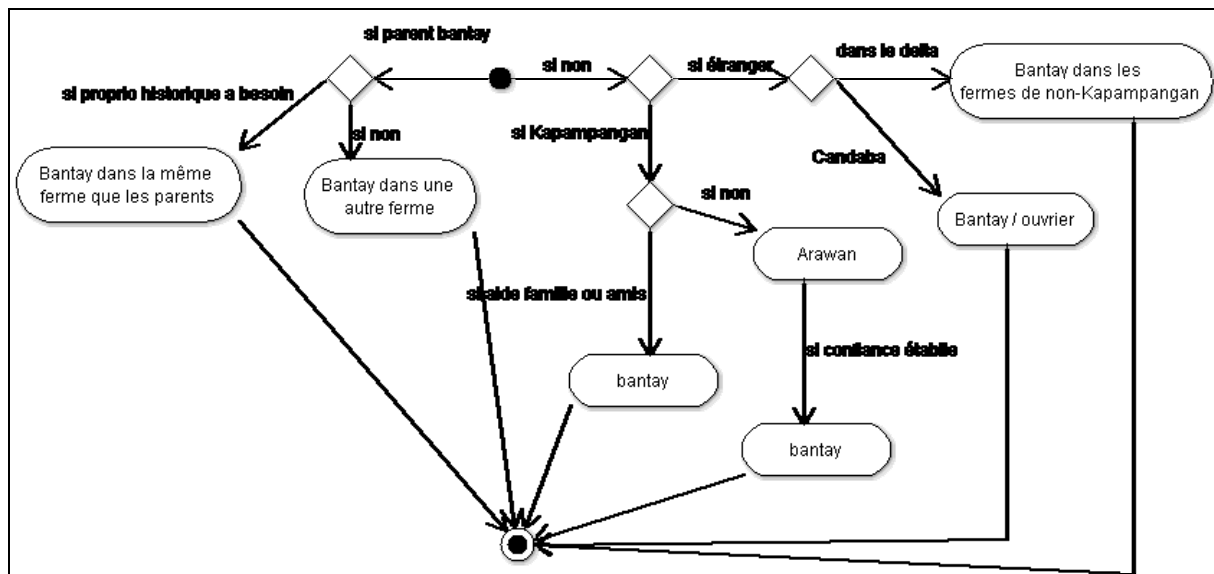 si parent bantay
si non
si étranger
dans le delta
Bantay dans les
fermes de non-Kapampangan
si proprio historique a besoin
si non
si Kapampangan
Candaba
Bantay dans la même
ferme que les parents
Bantay dans une
autre ferme
si non
Bantay / ouvrier
Arawan
si aide famille ou amis
si confiance établie
bantay
bantay